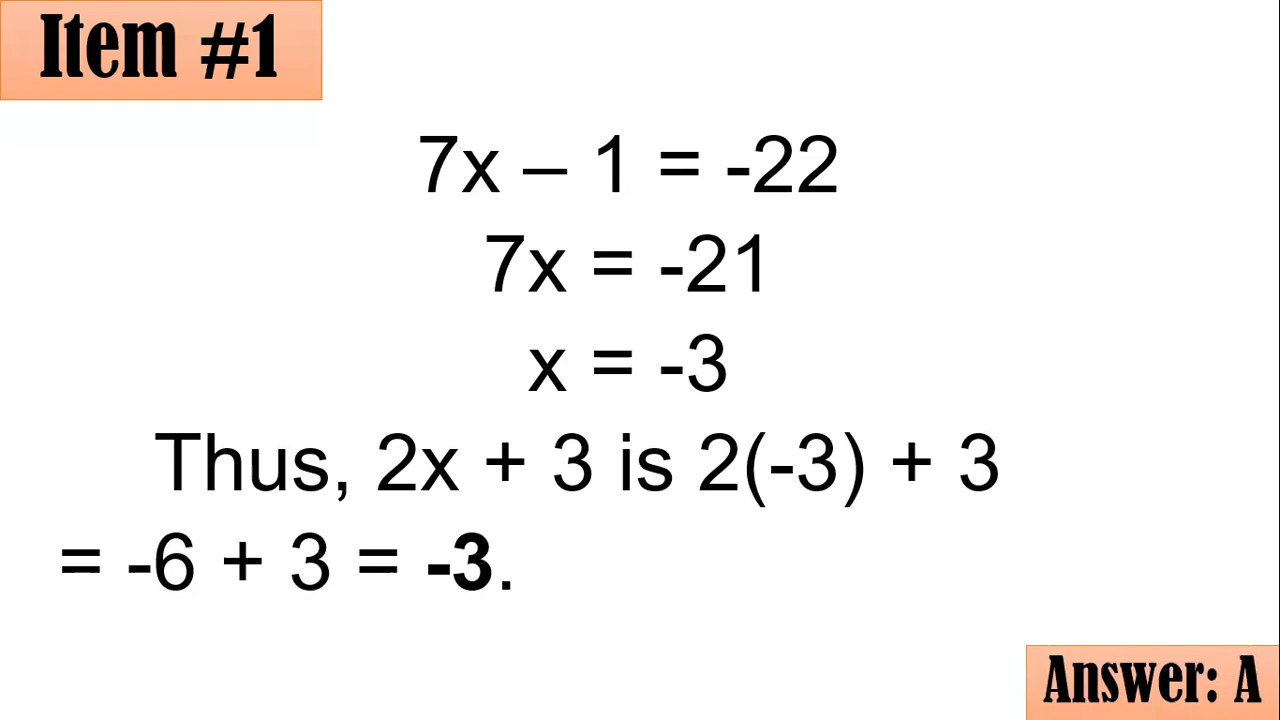 Item #1
7x – 1 = -22
7x = -21
x = -3
Thus, 2x + 3 is 2(-3) + 3
= -6 + 3 = -3.
Answer: A